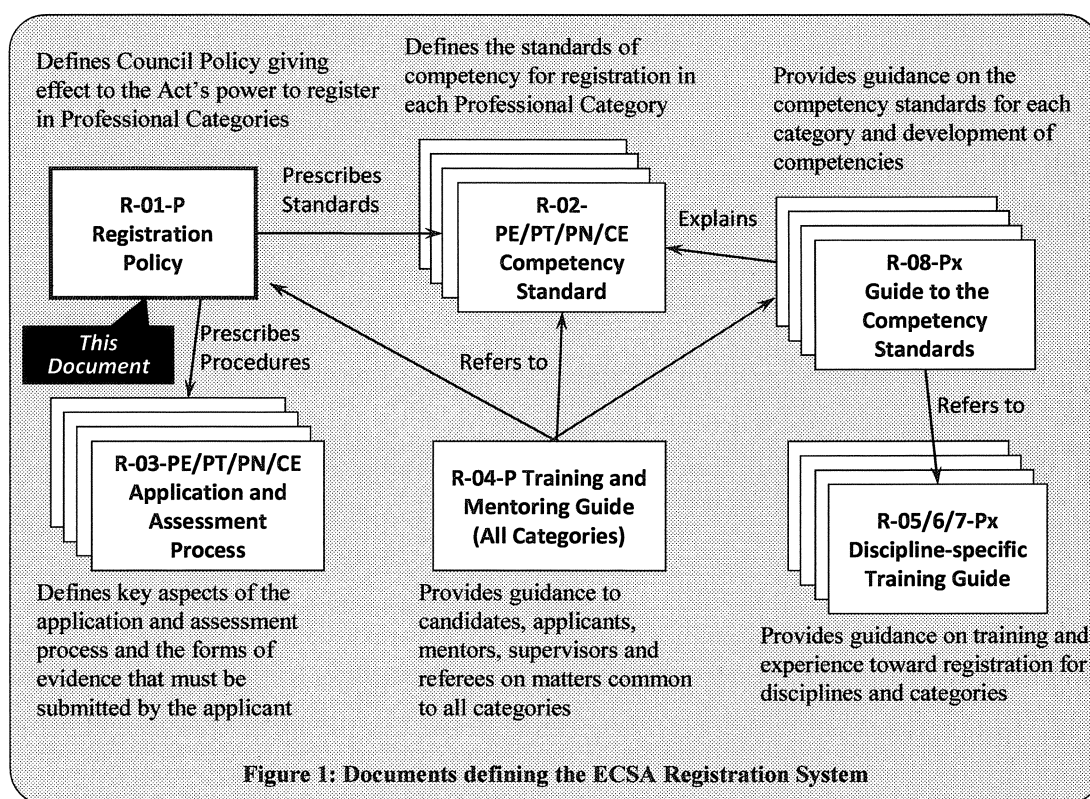 Defines Council Policy giving
effect to the Act's power to register
in Professional Categories
Defines the standards of
competency for registration in
each Professional Category
Provides guidance on the
competency standards for each
category and development of
competencies
R-01-P
Registration
Policy
Prescribes
Standards
R-02-
PE/PT/PN/CE
Competency
Standard
Explains
R-08-Px
Guide to the
Competency
Standards
This
Document
Prescribes
Procedures
Refers to
Refers to
R-03-PE/PT/PN/CE
Application and
Assessment
Process
R-04-P Training and
Mentoring Guide
(All Categories)
R-05/6/7-Px
Discipline-specific
Training Guide
Defines key aspects of the
application and assessment
process and the forms of
evidence that must be
submitted by the applicant
Provides guidance to
candidates, applicants,
mentors, supervisors and
referees on matters common
to all categories
Provides guidance on training and
experience toward registration for
disciplines and categories
Figure 1: Documents defining the ECSA Registration System